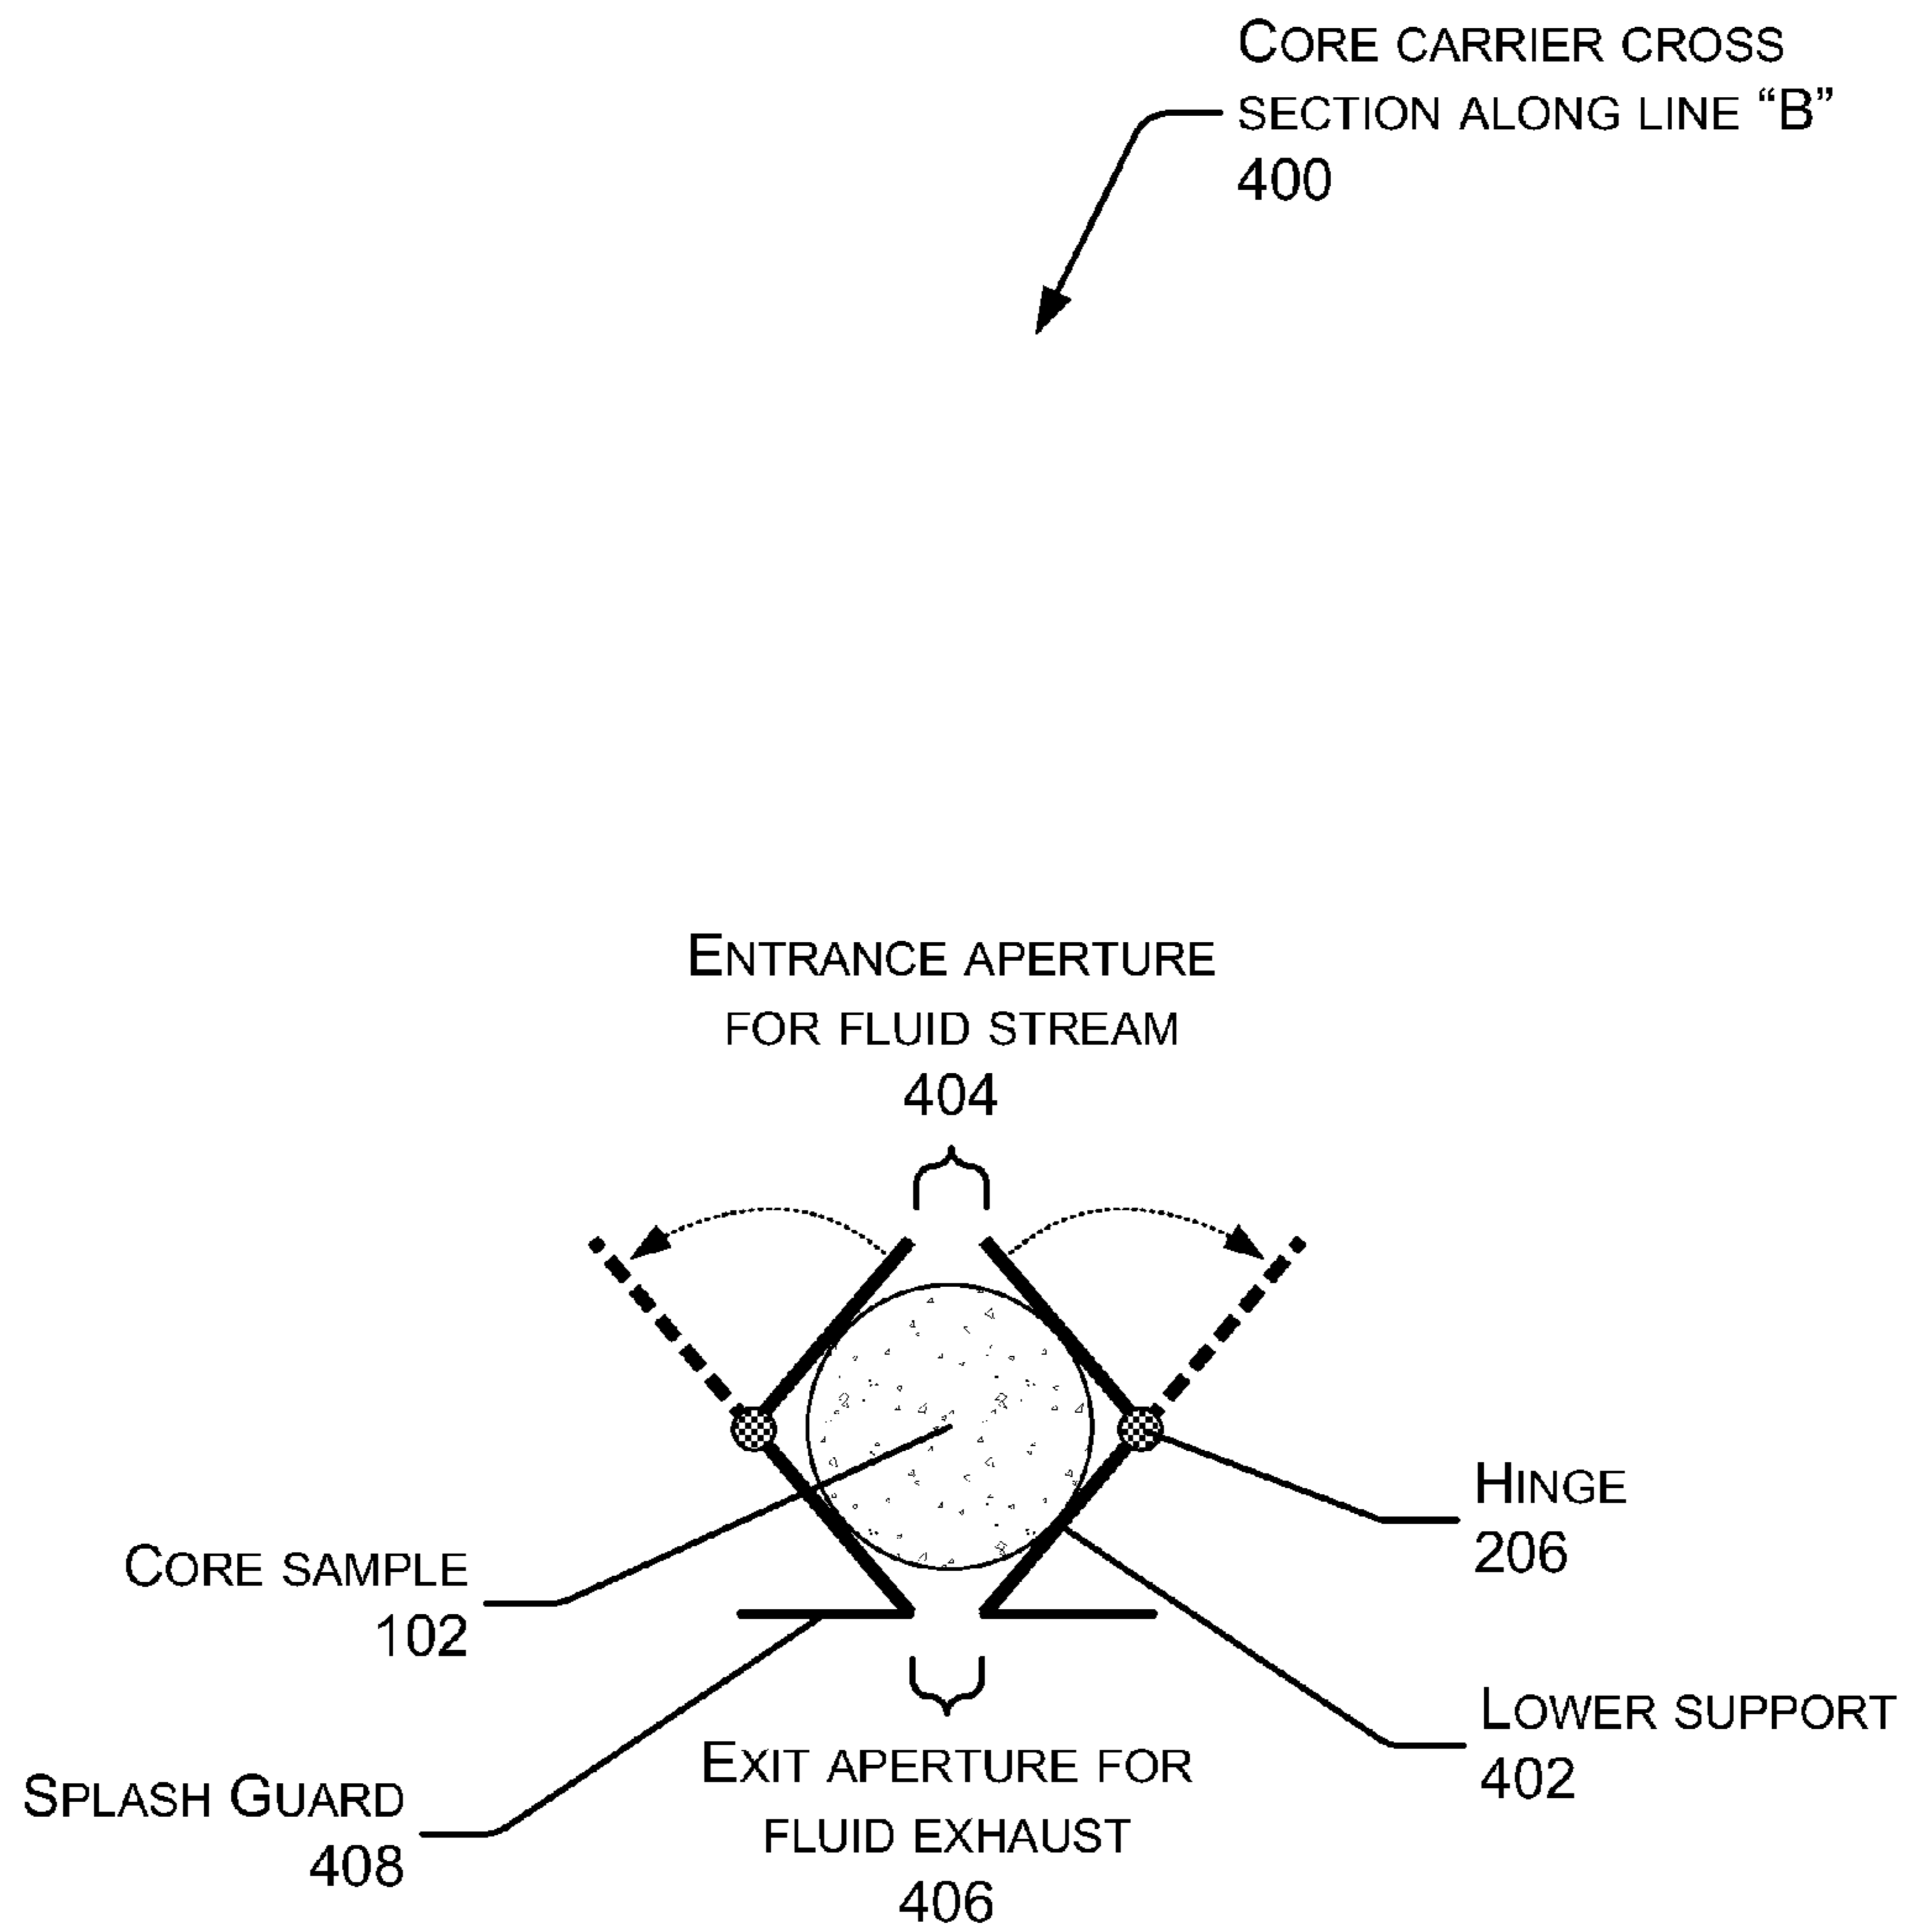 CORE CARRIER CROSS
SECTION ALONG LINE “B”
400
ENTRANCE APERTURE
FOR FLUID STREAM
404
HINGE
206
CORE SAMPLE
102
LOWER SUPPORT
402
EXIT APERTURE FOR
FLUID EXHAUST
406
SPLASH GUARD
408